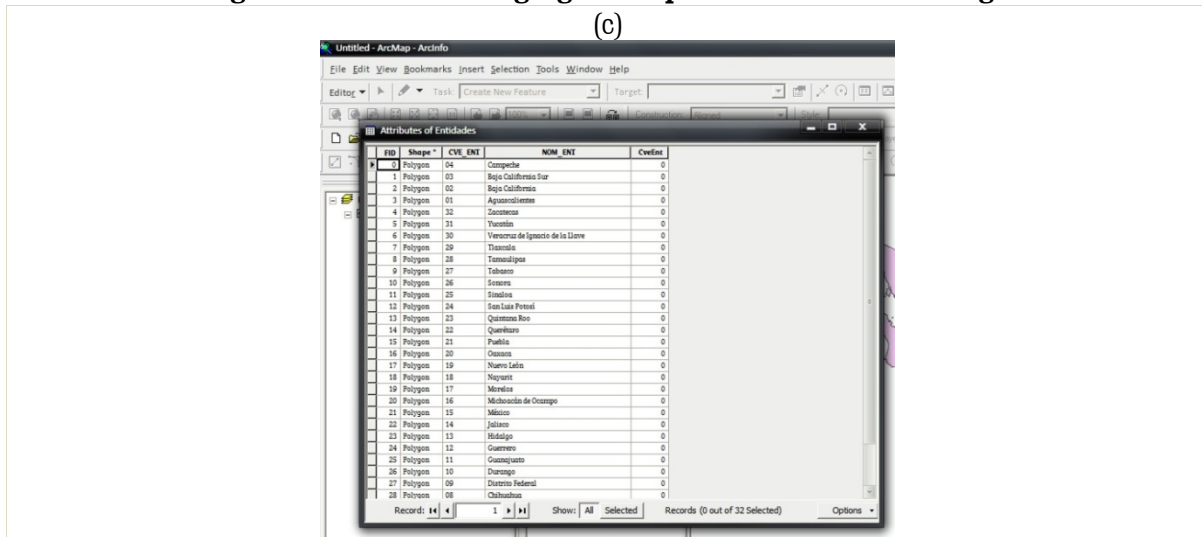 (c)
Untitled - ArcMap - ArcInfo
File Edit View Bookmarks Insert Selection Tools Window Help
Editor Task: Create New Feature Target:
100% Construction: Aligned Style:
Attributes of Entidades
FID Shape * CVE_ENT NOM_ENT CveEnt
0 Polygon 04 Campeche 0
1 Polygon 03 Baja California Sur 0
2 Polygon 02 Baja California 0
3 Polygon 01 Aguascalientes 0
4 Polygon 32 Zacatecas 0
5 Polygon 31 Yucatán 0
6 Polygon 30 Veracruz de Ignacio de la Llave 0
7 Polygon 29 Tlaxcala 0
8 Polygon 28 Tamaulipas 0
9 Polygon 27 Tabasco 0
10 Polygon 26 Sonora 0
11 Polygon 25 Sinaloa 0
12 Polygon 24 San Luis Potosí 0
13 Polygon 23 Quintana Roo 0
14 Polygon 22 Querétaro 0
15 Polygon 21 Puebla 0
16 Polygon 20 Oaxaca 0
17 Polygon 19 Nuevo León 0
18 Polygon 18 Nayarit 0
19 Polygon 17 Morelos 0
20 Polygon 16 Michoacán de Ocampo 0
21 Polygon 15 México 0
22 Polygon 14 Jalisco 0
23 Polygon 13 Hidalgo 0
24 Polygon 12 Guerrero 0
25 Polygon 11 Guanajuato 0
26 Polygon 10 Durango 0
27 Polygon 09 Distrito Federal 0
28 Polygon 08 Chihuahua 0
Record: 1 Show: All Selected Records (0 out of 32 Selected) Options